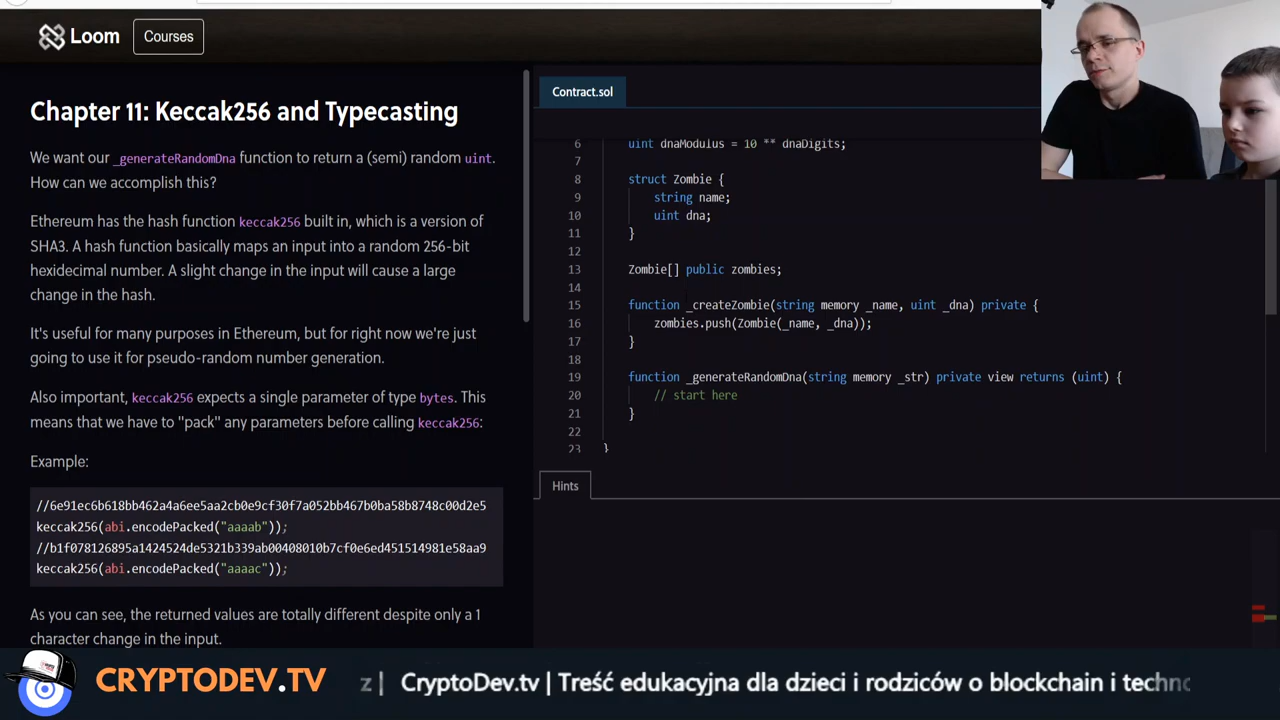 Loom
Courses
Chapter 11: Keccak256 and Typecasting
We want our _generateRandomDna function to return a (semi) random uint.
How can we accomplish this?
Ethereum has the hash function keccak256 built in, which is a version of
SHA3. A hash function basically maps an input into a random 256-bit
hexidecimal number. A slight change in the input will cause a large
change in the hash.
It's useful for many purposes in Ethereum, but for right now we're just
going to use it for pseudo-random number generation.
Also important, keccak256 expects a single parameter of type bytes. This
means that we have to "pack" any parameters before calling keccak256:
Example:
//6e91ec6b618bb462a4a6ee5aa2cb0e9cf30f7a052bb467b0ba58b8748c00d2e5
keccak256(abi.encodePacked("aaaab"));
//b1f078126895a1424524de5321b339ab00408010b7cf0e6ed451514981e58aa9
keccak256(abi.encodePacked("aaaac"));
As you can see, the returned values are totally different despite only a 1
character change in the input.
Contract.sol
6 uint dnaModulus = 10 ** dnaDigits;
7
8 struct Zombie {
9 string name;
10 uint dna;
11 }
12
13 Zombie[] public zombies;
14
15 function _createZombie(string memory _name, uint _dna) private {
16 zombies.push(Zombie(_name, _dna));
17 }
18
19 function _generateRandomDna(string memory _str) private view returns (uint) {
20 // start here
21 }
22
23 }
Hints
CRYPTODEV.TV
z | CryptoDev.tv | Treść edukacyjna dla dzieci i rodziców o blockchain i techno